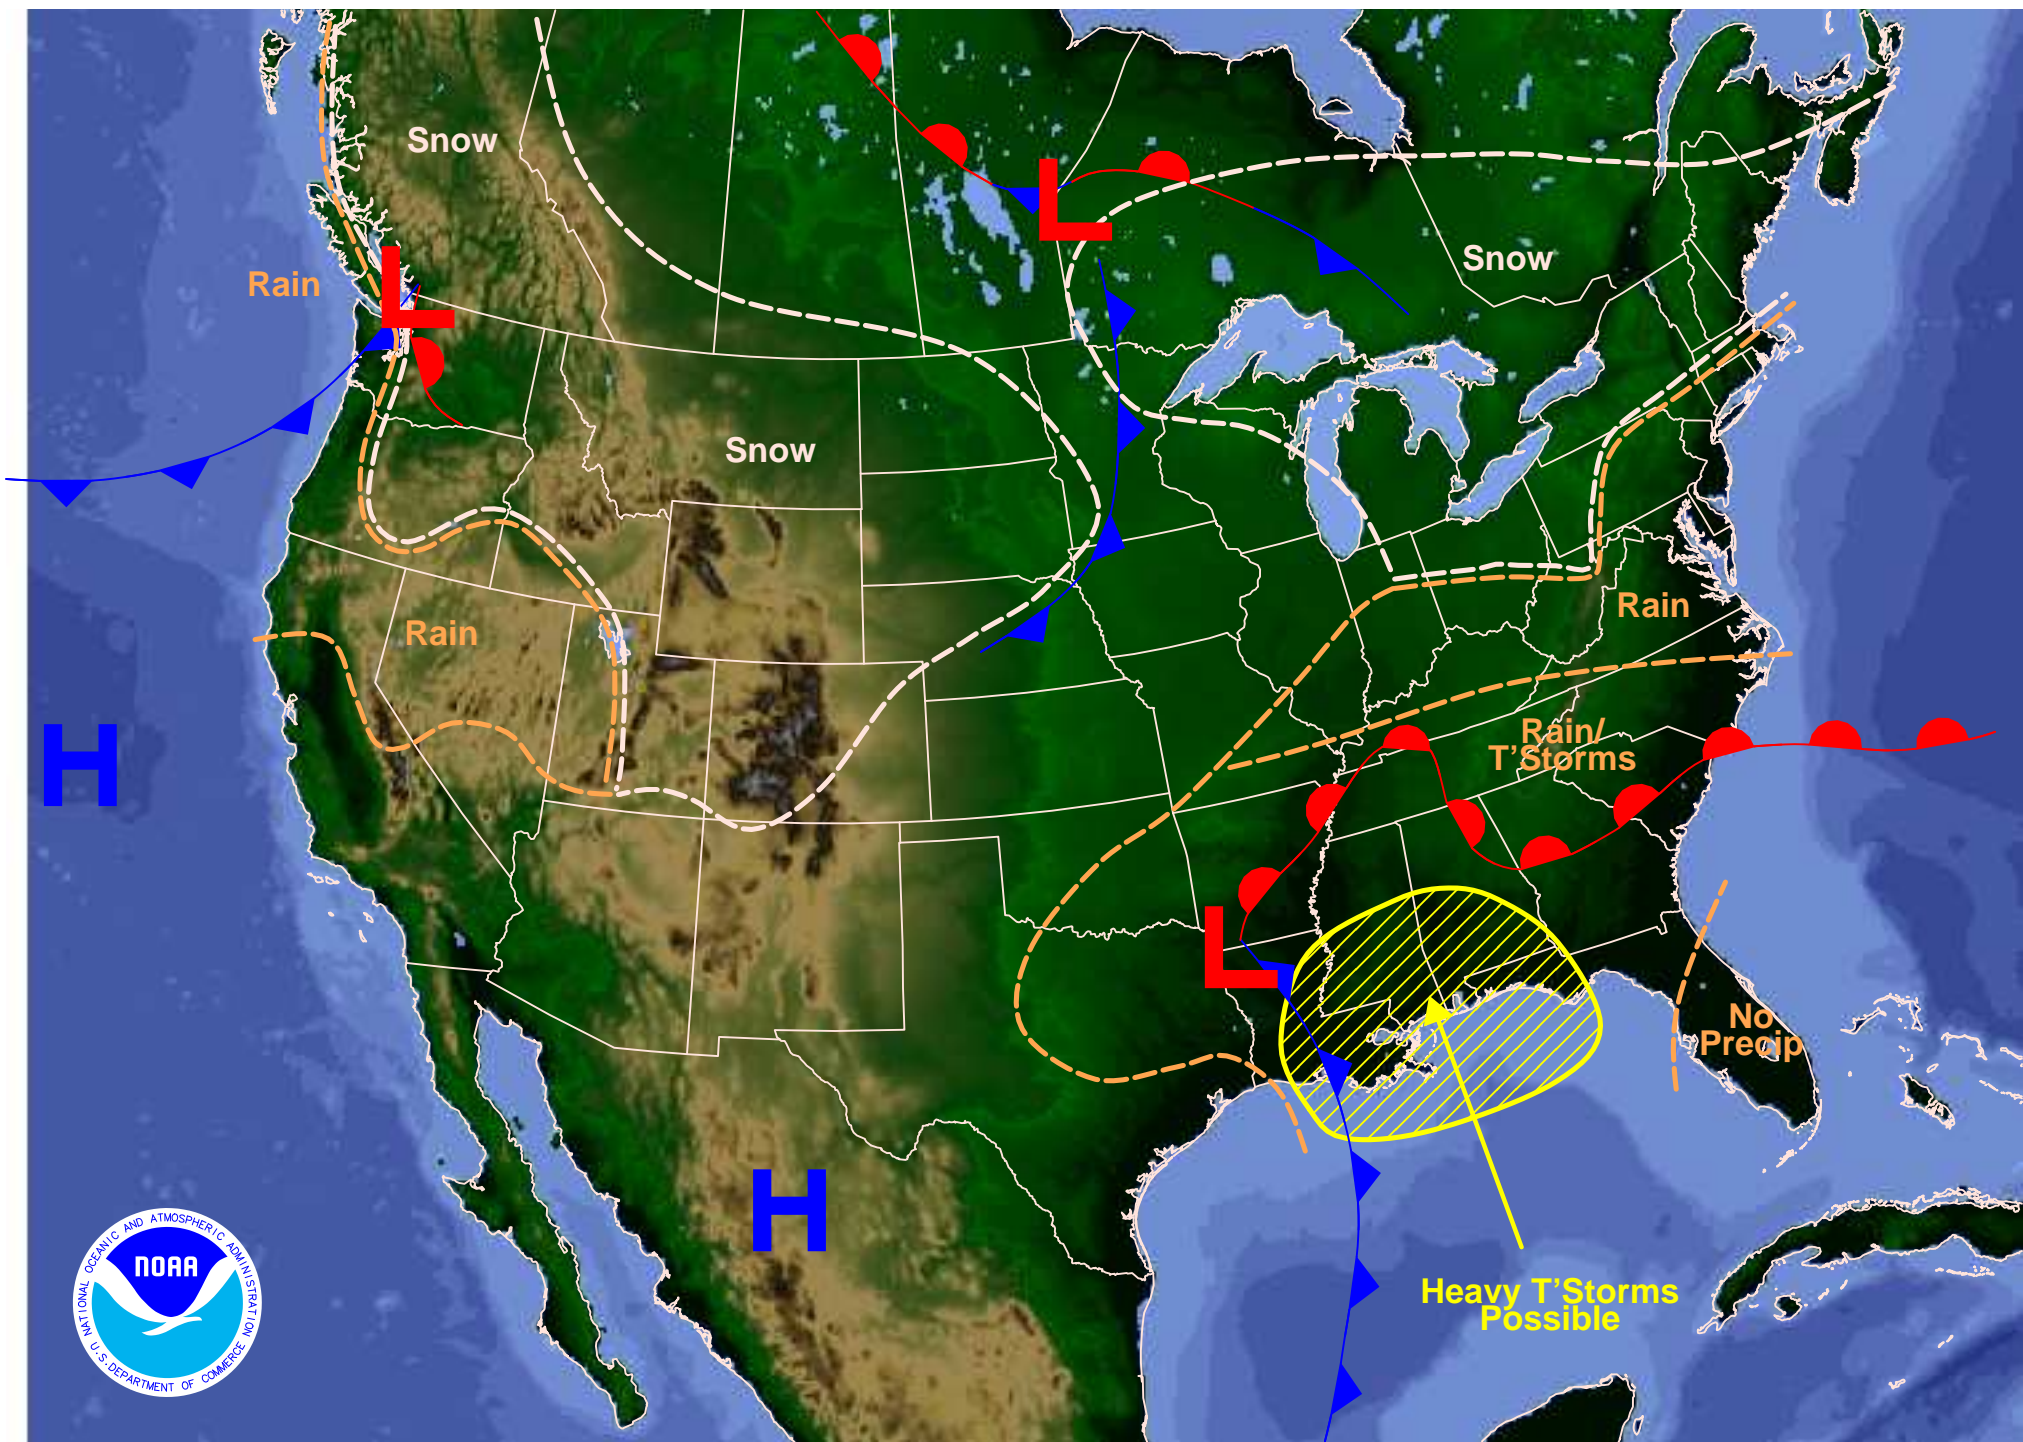 Snow
Snow
Rain
L
L
Snow
Rain
Rain
Rain/
T'Storms
H
L
No
Precip
H
Heavy T'Storms
Possible
NATIONAL OCEANIC AND ATMOSPHERIC ADMINISTRATION
NOAA
U.S. DEPARTMENT OF COMMERCE